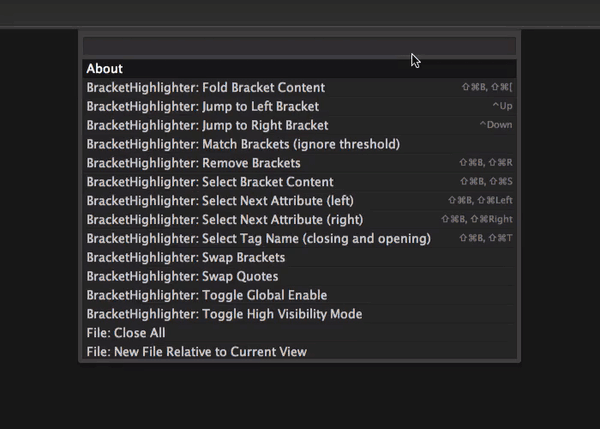 About
BracketHighlighter: Fold Bracket Content ⇧⌘B, ⇧⌘[
BracketHighlighter: Jump to Left Bracket ^Up
BracketHighlighter: Jump to Right Bracket ^Down
BracketHighlighter: Match Brackets (ignore threshold)
BracketHighlighter: Remove Brackets ⇧⌘B, ⇧⌘R
BracketHighlighter: Select Bracket Content ⇧⌘B, ⇧⌘S
BracketHighlighter: Select Next Attribute (left) ⇧⌘B, ⇧⌘Left
BracketHighlighter: Select Next Attribute (right) ⇧⌘B, ⇧⌘Right
BracketHighlighter: Select Tag Name (closing and opening) ⇧⌘B, ⇧⌘T
BracketHighlighter: Swap Brackets
BracketHighlighter: Swap Quotes
BracketHighlighter: Toggle Global Enable
BracketHighlighter: Toggle High Visibility Mode
File: Close All
File: New File Relative to Current View